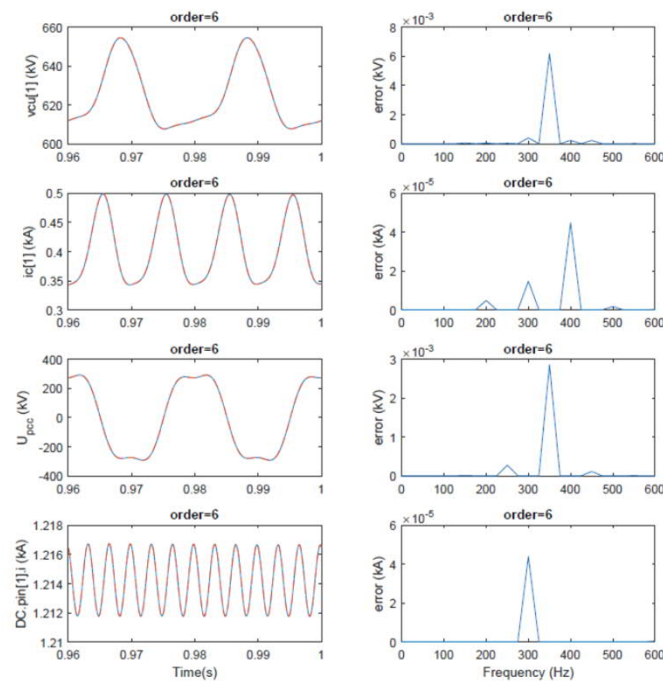 order=6
order=6
vcu[1] (kV)
660
640
620
600
0.96 0.97 0.98 0.99 1
error (kV)
×10⁻³
8
6
4
2
0
0 100 200 300 400 500 600
order=6
order=6
ic[1] (kA)
0.5
0.45
0.4
0.35
0.3
0.96 0.97 0.98 0.99 1
error (kA)
×10⁻⁵
6
4
2
0
0 100 200 300 400 500 600
order=6
order=6
U_pcc (kV)
400
200
0
-200
-400
0.96 0.97 0.98 0.99 1
error (kV)
×10⁻³
3
2
1
0
0 100 200 300 400 500 600
order=6
order=6
DC.pin[1].i (kA)
1.218
1.216
1.214
1.212
1.21
0.96 0.97 0.98 0.99 1
Time(s)
error (kA)
×10⁻⁵
6
4
2
0
0 100 200 300 400 500 600
Frequency (Hz)